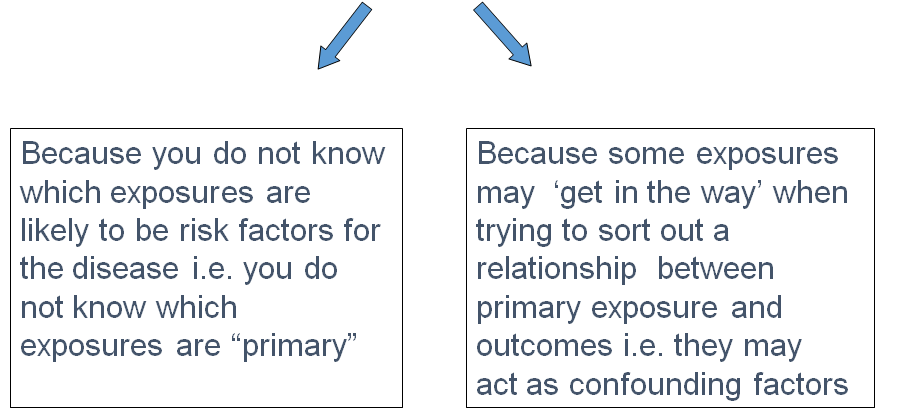 Because you do not know
which exposures are
likely to be risk factors for
the disease i.e. you do
not know which
exposures are “primary”
Because some exposures
may ‘get in the way’ when
trying to sort out a
relationship between
primary exposure and
outcomes i.e. they may
act as confounding factors